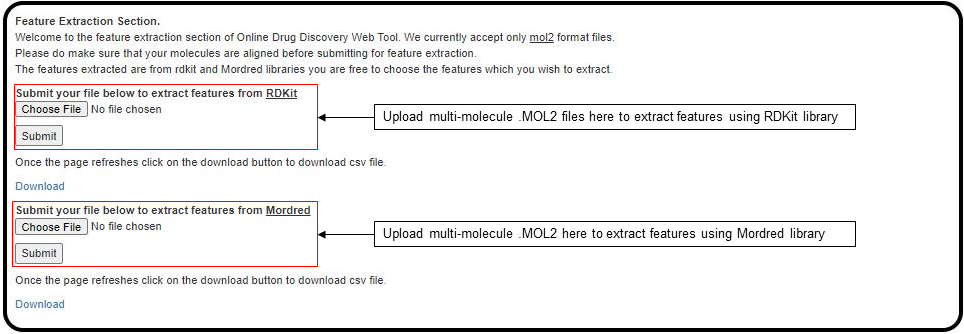 Feature Extraction Section.
Welcome to the feature extraction section of Online Drug Discovery Web Tool. We currently accept only mol2 format files.
Please do make sure that your molecules are aligned before submitting for feature extraction.
The features extracted are from rdkit and Mordred libraries you are free to choose the features which you wish to extract.
Submit your file below to extract features from RDKit
Choose File No file chosen
Upload multi-molecule .MOL2 files here to extract features using RDKit library
Submit
Once the page refreshes click on the download button to download csv file.
Download
Submit your file below to extract features from Mordred
Choose File No file chosen
Upload multi-molecule .MOL2 here to extract features using Mordred library
Submit
Once the page refreshes click on the download button to download csv file.
Download